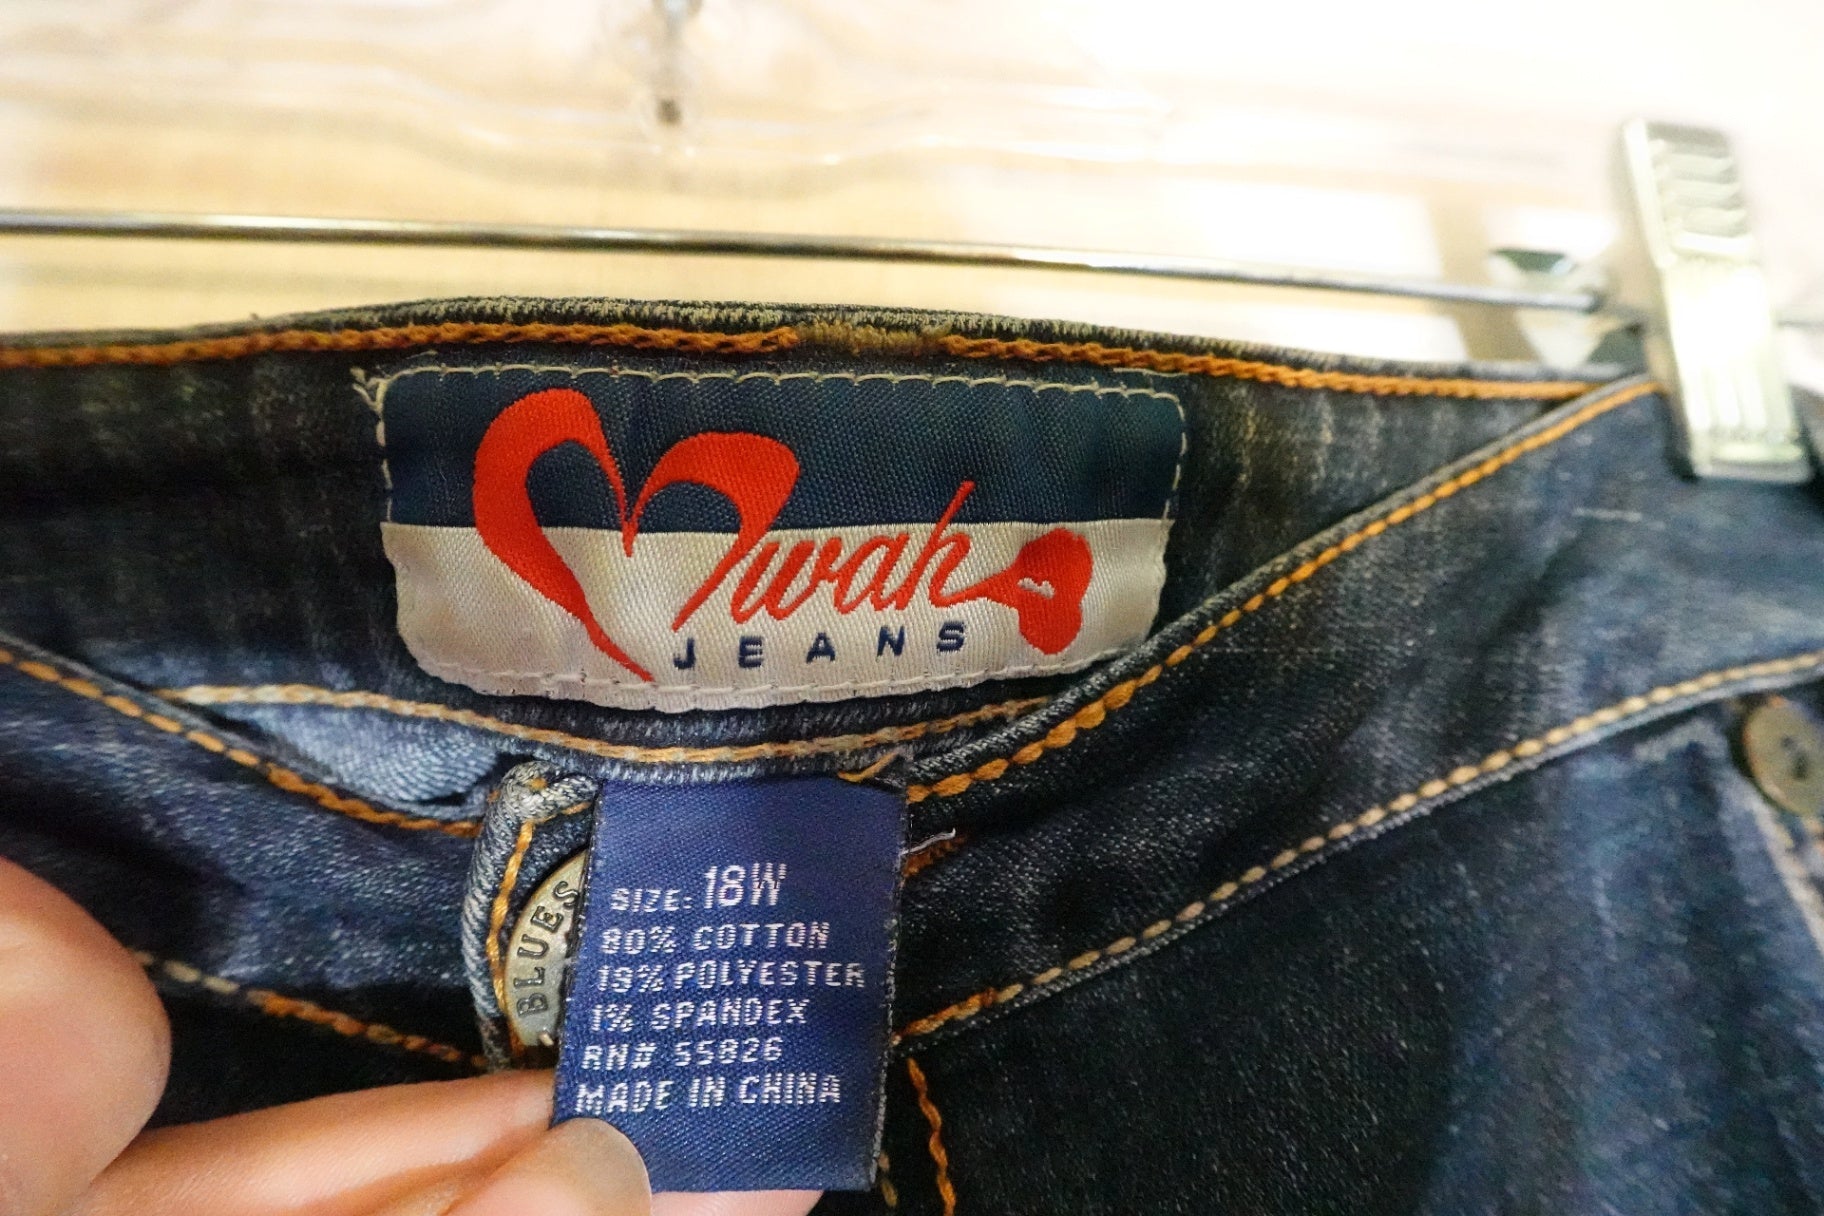 Mwah
JEANS
BLUES
SIZE: 18W
80% COTTON
19% POLYESTER
1% SPANDEX
RN# 55826
MADE IN CHINA